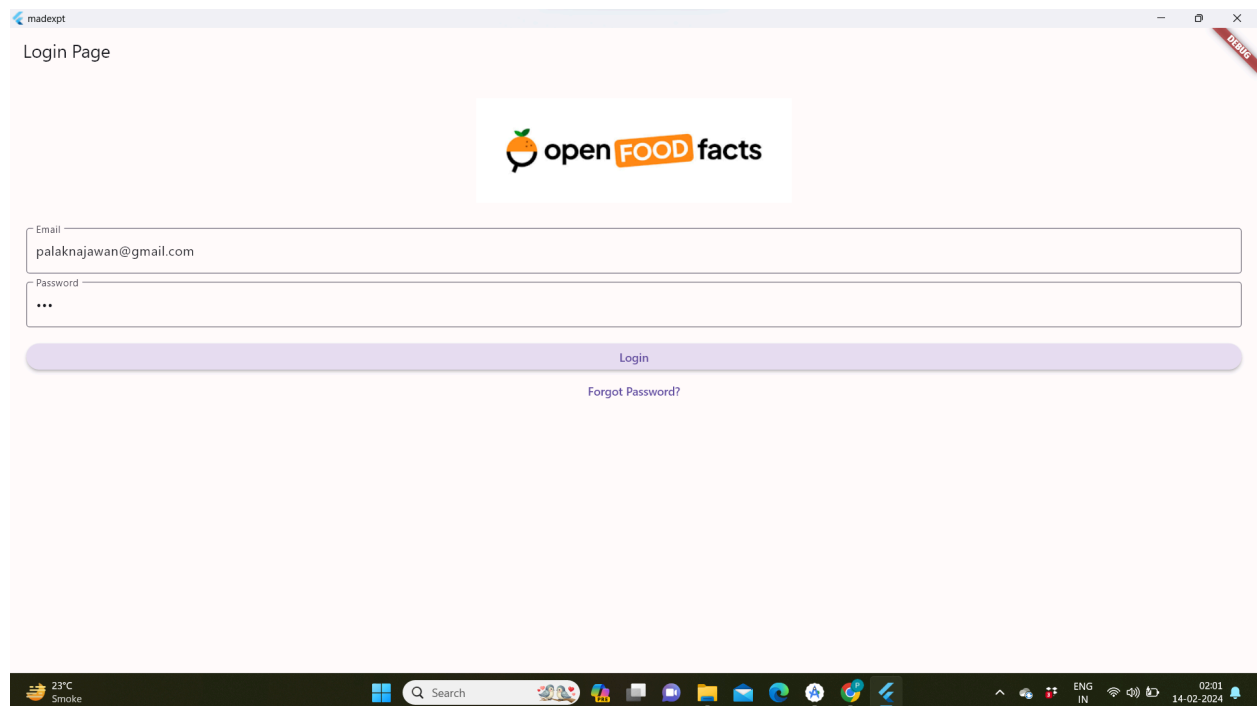 madexpt
Login Page
DEBUG
open FOOD facts
Email
palaknajawan@gmail.com
Password
•••
Login
Forgot Password?
23°C
Smoke
Search
ENG
IN
02:01
14-02-2024